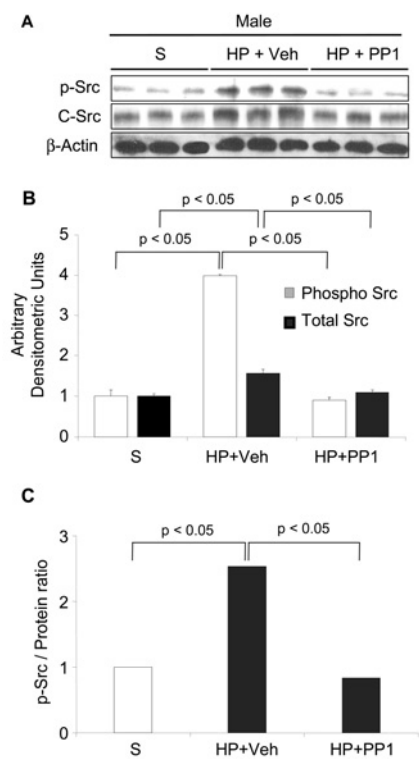 A
Male
S HP + Veh HP + PP1
p-Src
C-Src
β-Actin
B
p < 0.05 p < 0.05
p < 0.05 p < 0.05
Arbitrary
Densitometric Units
5
4
3
2
1
0
Phospho Src
Total Src
S HP+Veh HP+PP1
C
p < 0.05 p < 0.05
p-Src / Protein ratio
3
2
1
0
S HP+Veh HP+PP1